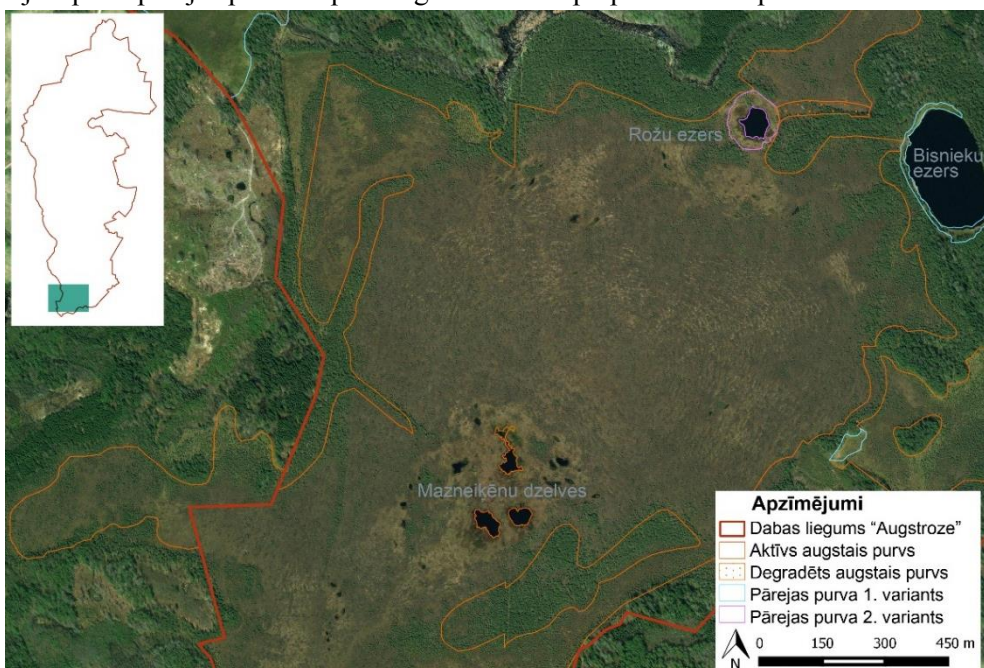 Rožu ezers
Bisnieku
ezers
Mazneikēnu dzelves
Apzīmējumi
Dabas liegums "Augstroze"
Aktīvs augstais purvs
Degradēts augstais purvs
Pārejas purva 1. variants
Pārejas purva 2. variants
0 150 300 450 m
N